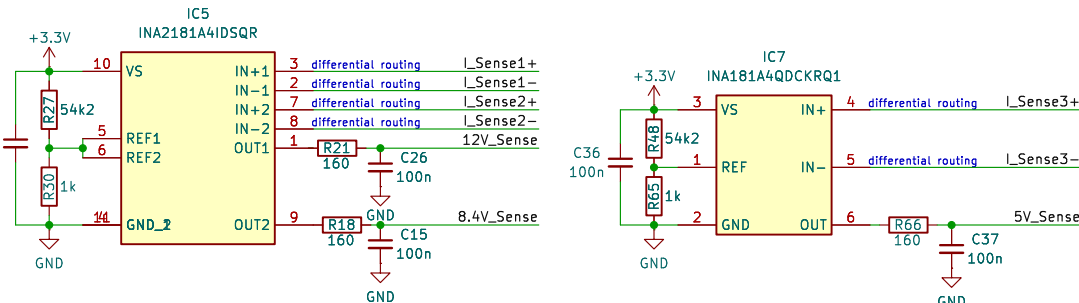 IC5
INA2181A4IDSQR
+3.3V
10
VS
R27
54k2
5
REF1
6
REF2
R30
1k
GND
IN+1
3
differential routing
I_Sense1+
IN-1
2
differential routing
I_Sense1-
IN+2
7
differential routing
I_Sense2+
IN-2
8
differential routing
I_Sense2-
OUT1
1
R21
160
12V_Sense
C26
100n
GND
OUT2
9
R18
160
8.4V_Sense
C15
100n
GND
IC7
INA181A4QDCKRQ1
+3.3V
3
VS
C36
100n
R48
54k2
1
REF
R65
1k
2
GND
GND
IN+
4
differential routing
I_Sense3+
IN-
5
differential routing
I_Sense3-
OUT
6
R66
160
5V_Sense
C37
100n
GND